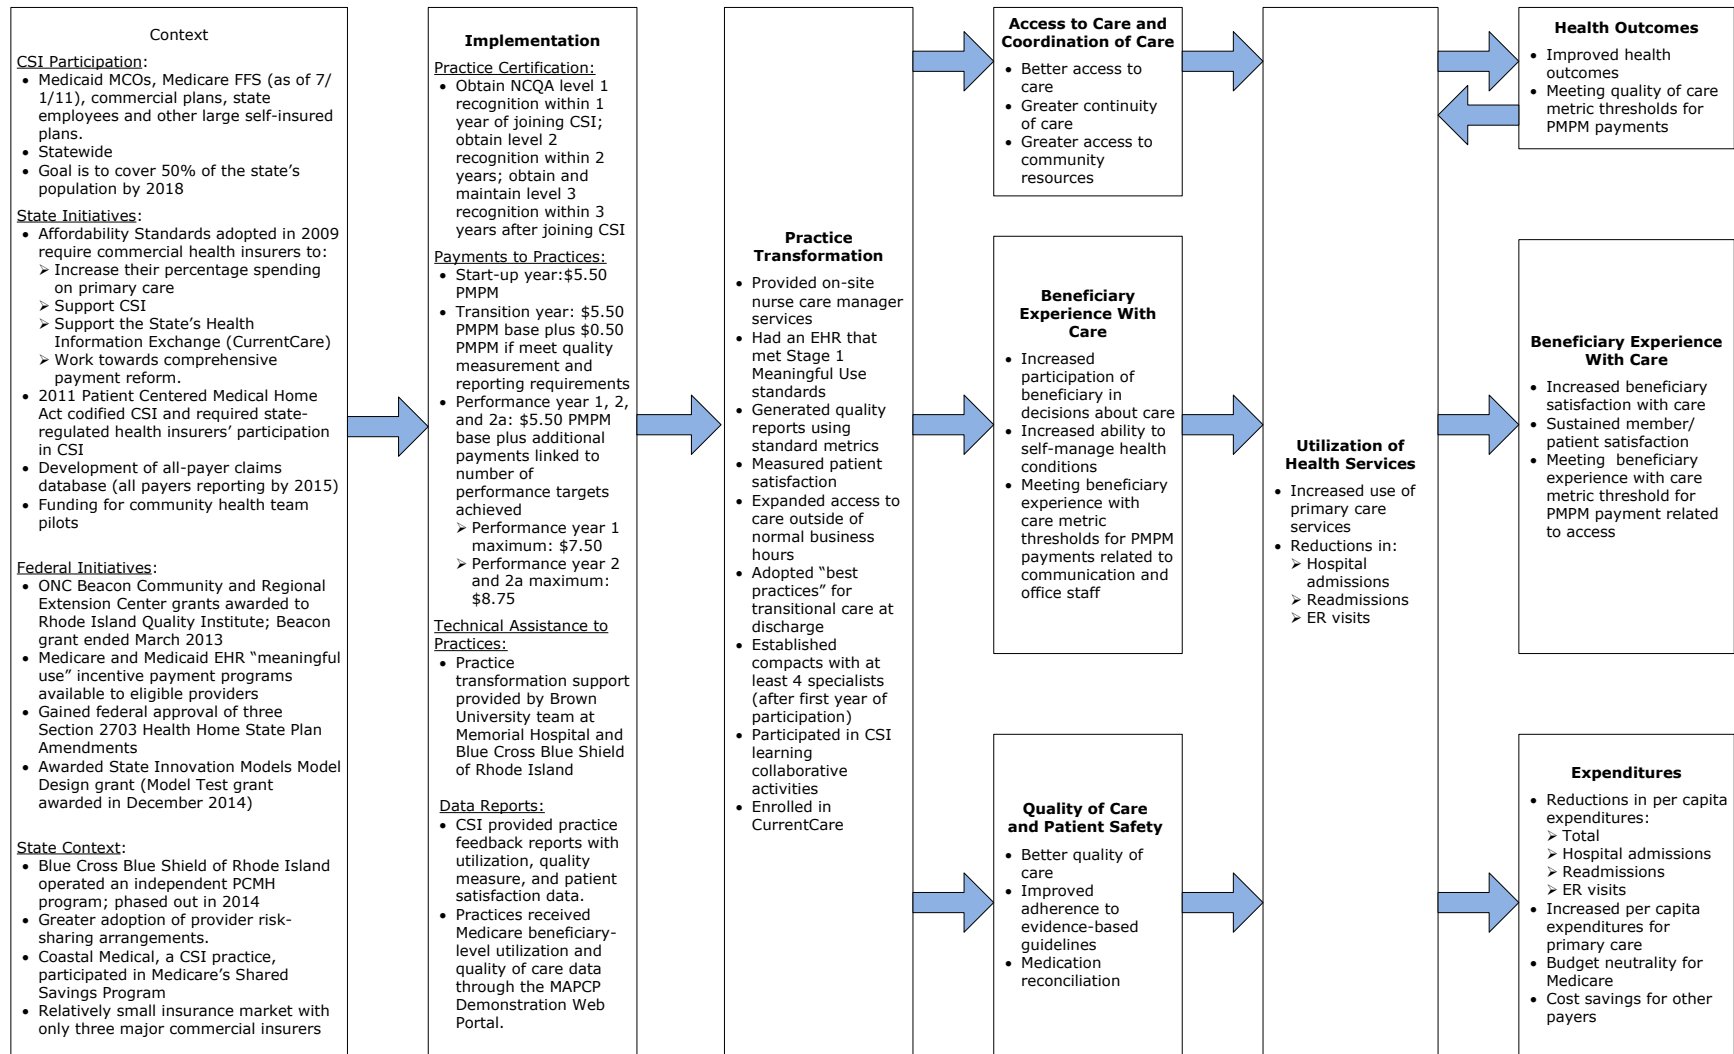 Context
CSI Participation:
• Medicaid MCOs, Medicare FFS (as of 7/
1/11), commercial plans, state
employees and other large self-insured
plans.
• Statewide
• Goal is to cover 50% of the state's
population by 2018
State Initiatives:
• Affordability Standards adopted in 2009
require commercial health insurers to:
➢ Increase their percentage spending
on primary care
➢ Support CSI
➢ Support the State's Health
Information Exchange (CurrentCare)
➢ Work towards comprehensive
payment reform.
• 2011 Patient Centered Medical Home
Act codified CSI and required state-
regulated health insurers' participation
in CSI
• Development of all-payer claims
database (all payers reporting by 2015)
• Funding for community health team
pilots
Federal Initiatives:
• ONC Beacon Community and Regional
Extension Center grants awarded to
Rhode Island Quality Institute; Beacon
grant ended March 2013
• Medicare and Medicaid EHR "meaningful
use" incentive payment programs
available to eligible providers
• Gained federal approval of three
Section 2703 Health Home State Plan
Amendments
• Awarded State Innovation Models Model
Design grant (Model Test grant
awarded in December 2014)
State Context:
• Blue Cross Blue Shield of Rhode Island
operated an independent PCMH
program; phased out in 2014
• Greater adoption of provider risk-
sharing arrangements.
• Coastal Medical, a CSI practice,
participated in Medicare's Shared
Savings Program
• Relatively small insurance market with
only three major commercial insurers
Implementation
Practice Certification:
• Obtain NCQA level 1
recognition within 1
year of joining CSI;
obtain level 2
recognition within 2
years; obtain and
maintain level 3
recognition within 3
years after joining CSI
Payments to Practices:
• Start-up year:$5.50
PMPM
• Transition year: $5.50
PMPM base plus $0.50
PMPM if meet quality
measurement and
reporting requirements
• Performance year 1, 2,
and 2a: $5.50 PMPM
base plus additional
payments linked to
number of
performance targets
achieved
➢ Performance year 1
maximum: $7.50
➢ Performance year 2
and 2a maximum:
$8.75
Technical Assistance to
Practices:
• Practice
transformation support
provided by Brown
University team at
Memorial Hospital and
Blue Cross Blue Shield
of Rhode Island
Data Reports:
• CSI provided practice
feedback reports with
utilization, quality
measure, and patient
satisfaction data.
• Practices received
Medicare beneficiary-
level utilization and
quality of care data
through the MAPCP
Demonstration Web
Portal.
Practice
Transformation
• Provided on-site
nurse care manager
services
• Had an EHR that
met Stage 1
Meaningful Use
standards
• Generated quality
reports using
standard metrics
• Measured patient
satisfaction
• Expanded access to
care outside of
normal business
hours
• Adopted "best
practices" for
transitional care at
discharge
• Established
compacts with at
least 4 specialists
(after first year of
participation)
• Participated in CSI
learning
collaborative
activities
• Enrolled in
CurrentCare
Access to Care and
Coordination of Care
• Better access to
care
• Greater continuity
of care
• Greater access to
community
resources
Beneficiary
Experience With
Care
• Increased
participation of
beneficiary in
decisions about care
• Increased ability to
self-manage health
conditions
• Meeting beneficiary
experience with
care metric
thresholds for PMPM
payments related to
communication and
office staff
Quality of Care
and Patient Safety
• Better quality of
care
• Improved
adherence to
evidence-based
guidelines
• Medication
reconciliation
Utilization of
Health Services
• Increased use of
primary care
services
• Reductions in:
➢ Hospital
admissions
➢ Readmissions
➢ ER visits
Health Outcomes
• Improved health
outcomes
• Meeting quality of care
metric thresholds for
PMPM payments
Beneficiary Experience
With Care
• Increased beneficiary
satisfaction with care
• Sustained member/
patient satisfaction
• Meeting beneficiary
experience with care
metric threshold for
PMPM payment related
to access
Expenditures
• Reductions in per capita
expenditures:
➢ Total
➢ Hospital admissions
➢ Readmissions
➢ ER visits
• Increased per capita
expenditures for
primary care
• Budget neutrality for
Medicare
• Cost savings for other
payers